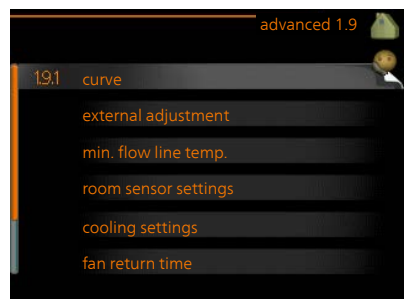 advanced 1.9
1.9.1 curve
external adjustment
min. flow line temp.
room sensor settings
cooling settings
fan return time